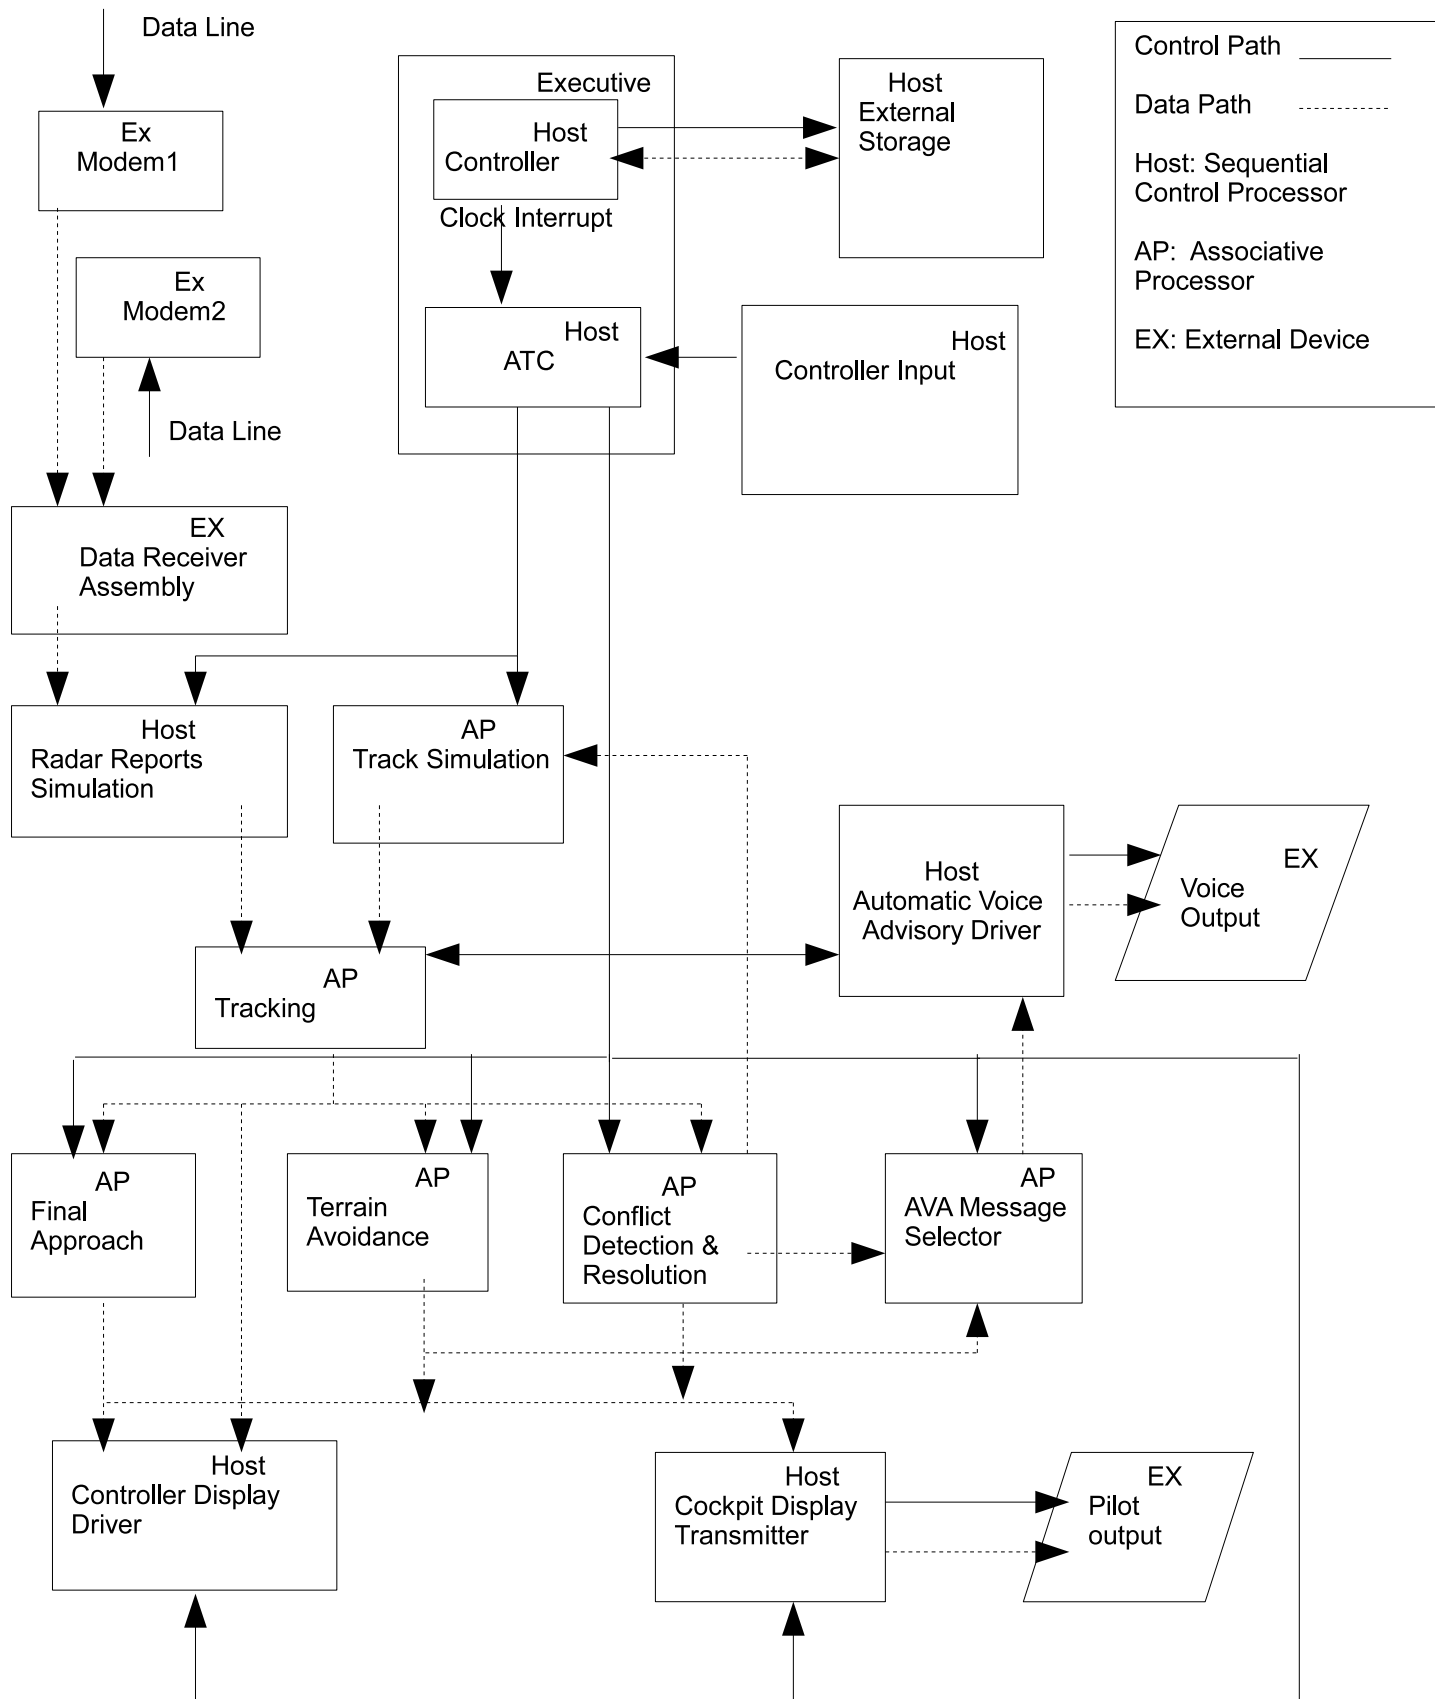 Data Line
Ex
Modem1
Ex
Modem2
Data Line
Executive
Host
Controller
Clock Interrupt
Host
ATC
Host
External
Storage
Host
Controller Input
Control Path
Data Path
Host: Sequential
Control Processor
AP: Associative
Processor
EX: External Device
EX
Data Receiver
Assembly
Host
Radar Reports
Simulation
AP
Track Simulation
Host
Automatic Voice
Advisory Driver
EX
Voice
Output
AP
Tracking
AP
Final
Approach
AP
Terrain
Avoidance
AP
Conflict
Detection &
Resolution
AP
AVA Message
Selector
Host
Controller Display
Driver
Host
Cockpit Display
Transmitter
EX
Pilot
output